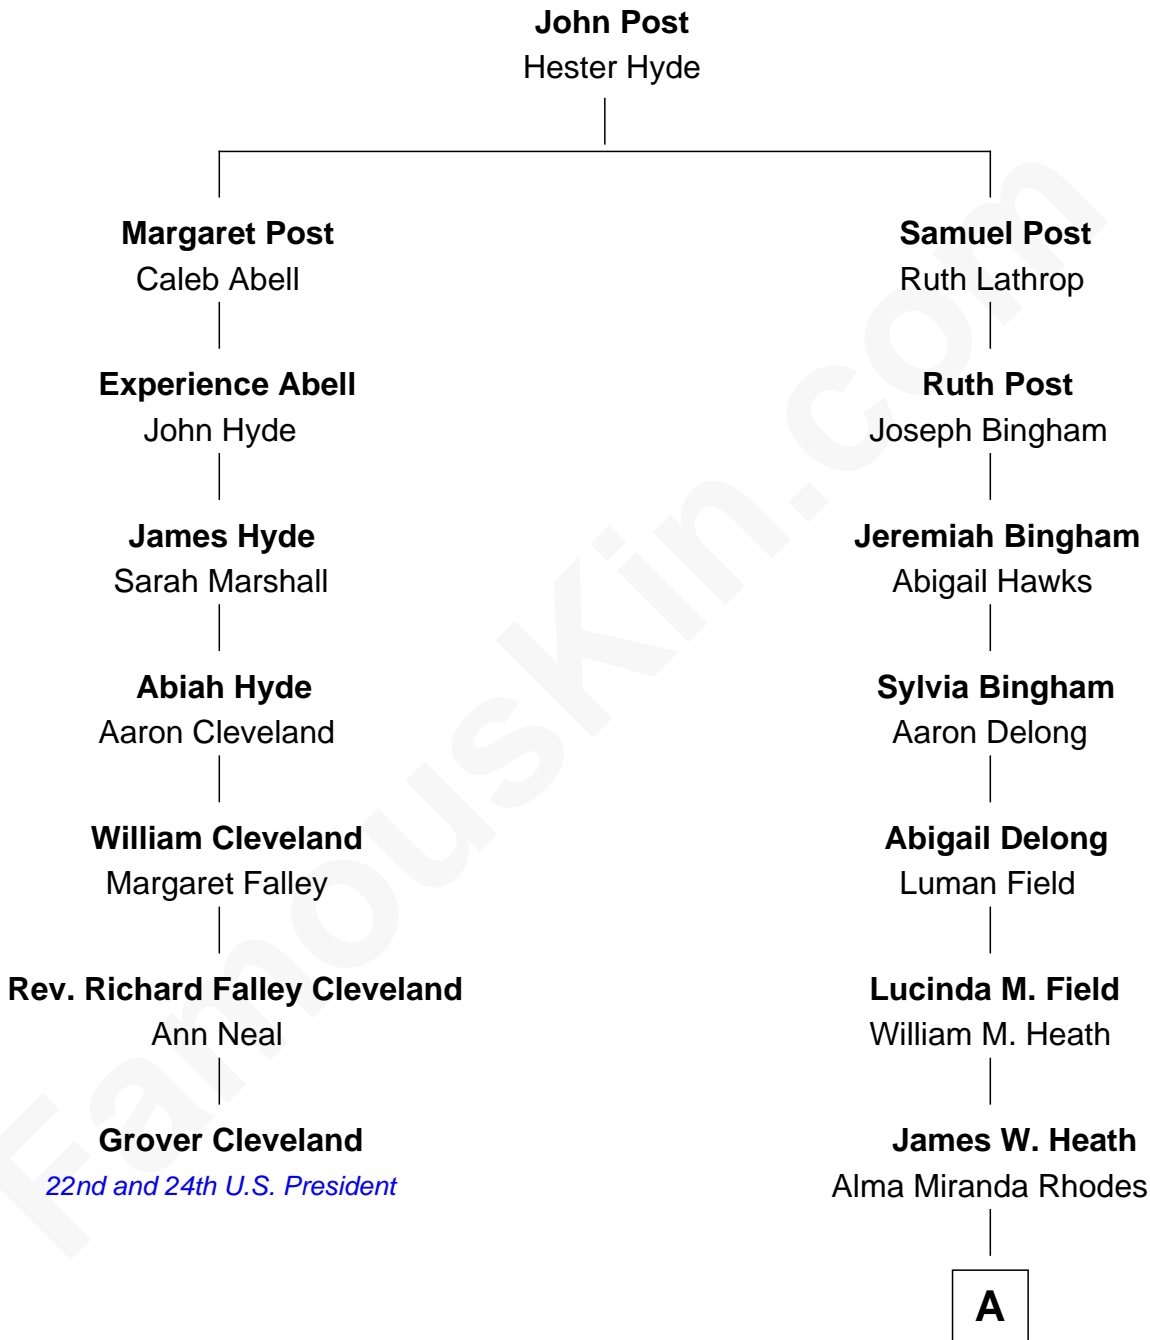 John Post
Hester Hyde
Margaret Post
Caleb Abell
Samuel Post
Ruth Lathrop
Experience Abell
John Hyde
Ruth Post
Joseph Bingham
James Hyde
Sarah Marshall
Jeremiah Bingham
Abigail Hawks
Abiah Hyde
Aaron Cleveland
Sylvia Bingham
Aaron Delong
William Cleveland
Margaret Falley
Abigail Delong
Luman Field
Rev. Richard Falley Cleveland
Ann Neal
Lucinda M. Field
William M. Heath
Grover Cleveland
22nd and 24th U.S. President
James W. Heath
Alma Miranda Rhodes
A
FamousKin.com